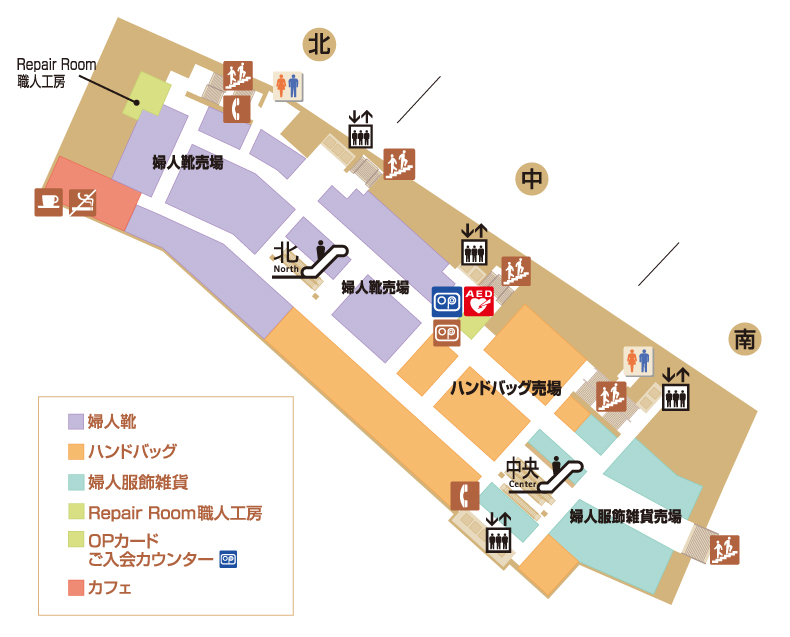 北
Repair Room
職人工房
中
婦人靴売場
北
North
婦人靴売場
OP
AED
OP
南
ハンドバッグ売場
中央
Center
婦人服飾雑貨売場
婦人靴
ハンドバッグ
婦人服飾雑貨
Repair Room職人工房
OPカード
ご入会カウンター OP
カフェ